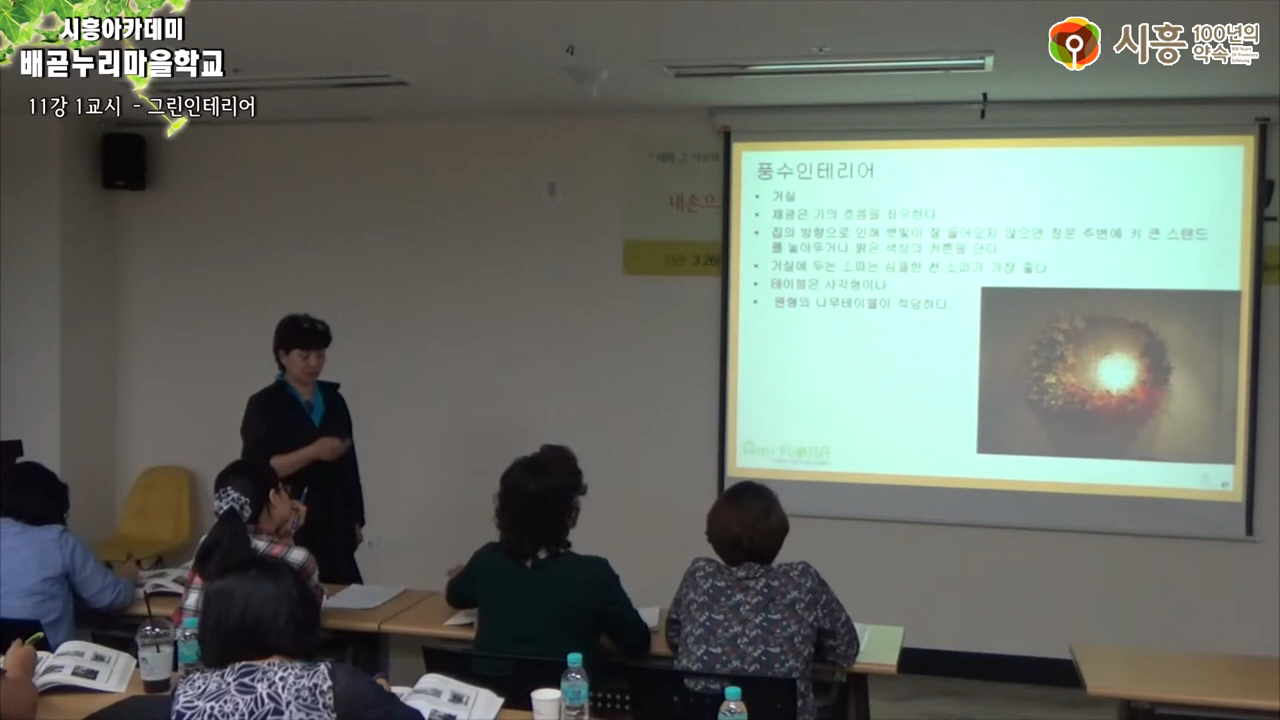 시흥아카데미
배곧누리마을학교
11강 1교시 - 그린인테리어
시흥 100년의
약속
내손으
3.26
풍수인테리어
• 거실
• 채광은 기의 흐름을 좌우한다.
• 집의 방향으로 인해 햇빛이 잘 들어오지 않으면 창문 주변에 키 큰 스탠드
를 놓아두거나 밝은 색상의 커튼을 단다.
• 거실에 두는 소파는 심플한 천 소파가 가장 좋다
• 테이블은 사각형이나
• 원형의 나무테이블이 적당하다.